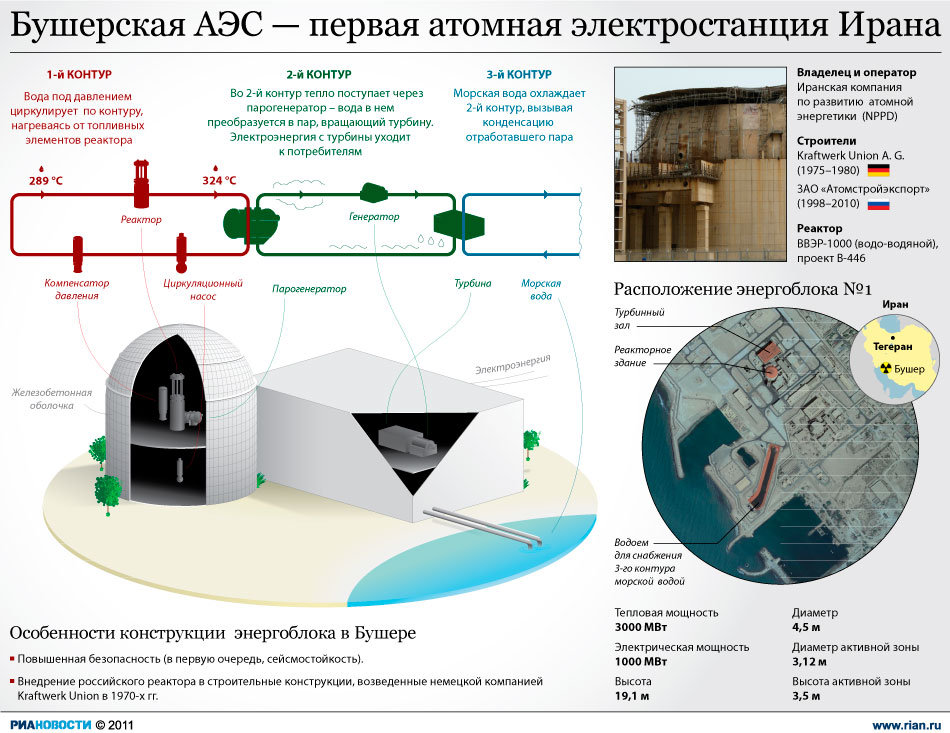 Бушерская АЭС — первая атомная электростанция Ирана
1-й КОНТУР
Вода под давлением
циркулирует по контуру,
нагреваясь от топливных
элементов реактора
2-й КОНТУР
Во 2-й контур тепло поступает через
парогенератор – вода в нем
преобразуется в пар, вращающий турбину.
Электроэнергия с турбины уходит
к потребителям
3-й КОНТУР
Морская вода охлаждает
2-й контур, вызывая
конденсацию
отработавшего пара
289 °C
324 °C
Реактор
Генератор
Компенсатор
давления
Циркуляционный
насос
Парогенератор
Турбина
Морская
вода
Железобетонная
оболочка
Электроэнергия
Владелец и оператор
Иранская компания
по развитию атомной
энергетики (NPPD)
Строители
Kraftwerk Union A. G.
(1975–1980)
ЗАО «Атомстройэкспорт»
(1998–2010)
Реактор
ВВЭР-1000 (водо-водяной),
проект В-446
Расположение энергоблока №1
Турбинный
зал
Реакторное
здание
Иран
Тегеран
Бушер
Водоем
для снабжения
3-го контура
морской водой
Тепловая мощность
3000 МВт
Электрическая мощность
1000 МВт
Высота
19,1 м
Диаметр
4,5 м
Диаметр активной зоны
3,12 м
Высота активной зоны
3,5 м
Особенности конструкции энергоблока в Бушере
Повышенная безопасность (в первую очередь, сейсмостойкость).
Внедрение российского реактора в строительные конструкции, возведенные немецкой компанией
Kraftwerk Union в 1970-х гг.
РИАНОВОСТИ © 2011
www.rian.ru